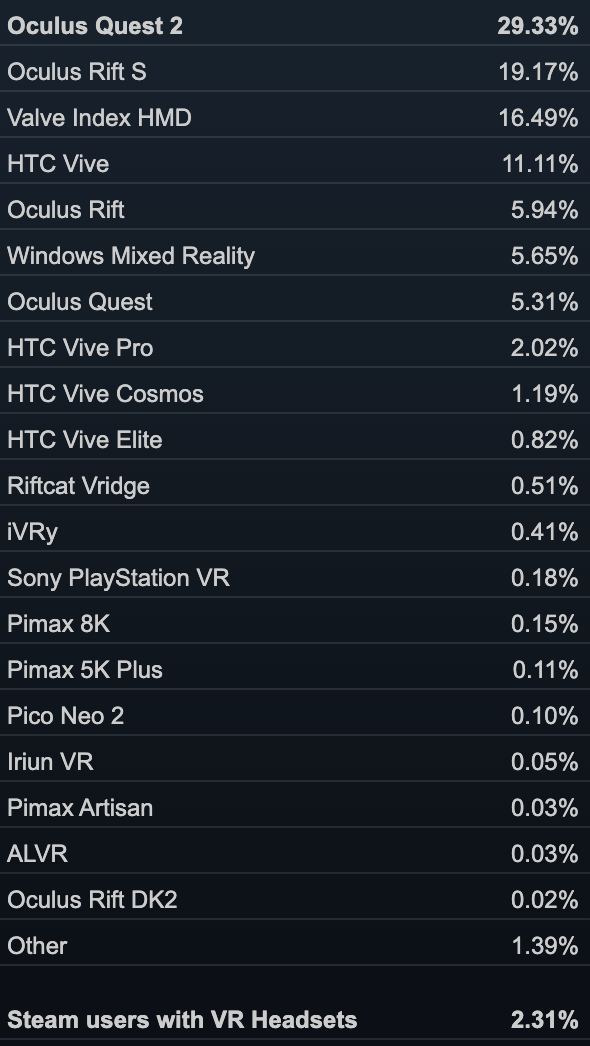 Oculus Quest 2 29.33%
Oculus Rift S 19.17%
Valve Index HMD 16.49%
HTC Vive 11.11%
Oculus Rift 5.94%
Windows Mixed Reality 5.65%
Oculus Quest 5.31%
HTC Vive Pro 2.02%
HTC Vive Cosmos 1.19%
HTC Vive Elite 0.82%
Riftcat Vridge 0.51%
iVRy 0.41%
Sony PlayStation VR 0.18%
Pimax 8K 0.15%
Pimax 5K Plus 0.11%
Pico Neo 2 0.10%
Iriun VR 0.05%
Pimax Artisan 0.03%
ALVR 0.03%
Oculus Rift DK2 0.02%
Other 1.39%
Steam users with VR Headsets 2.31%